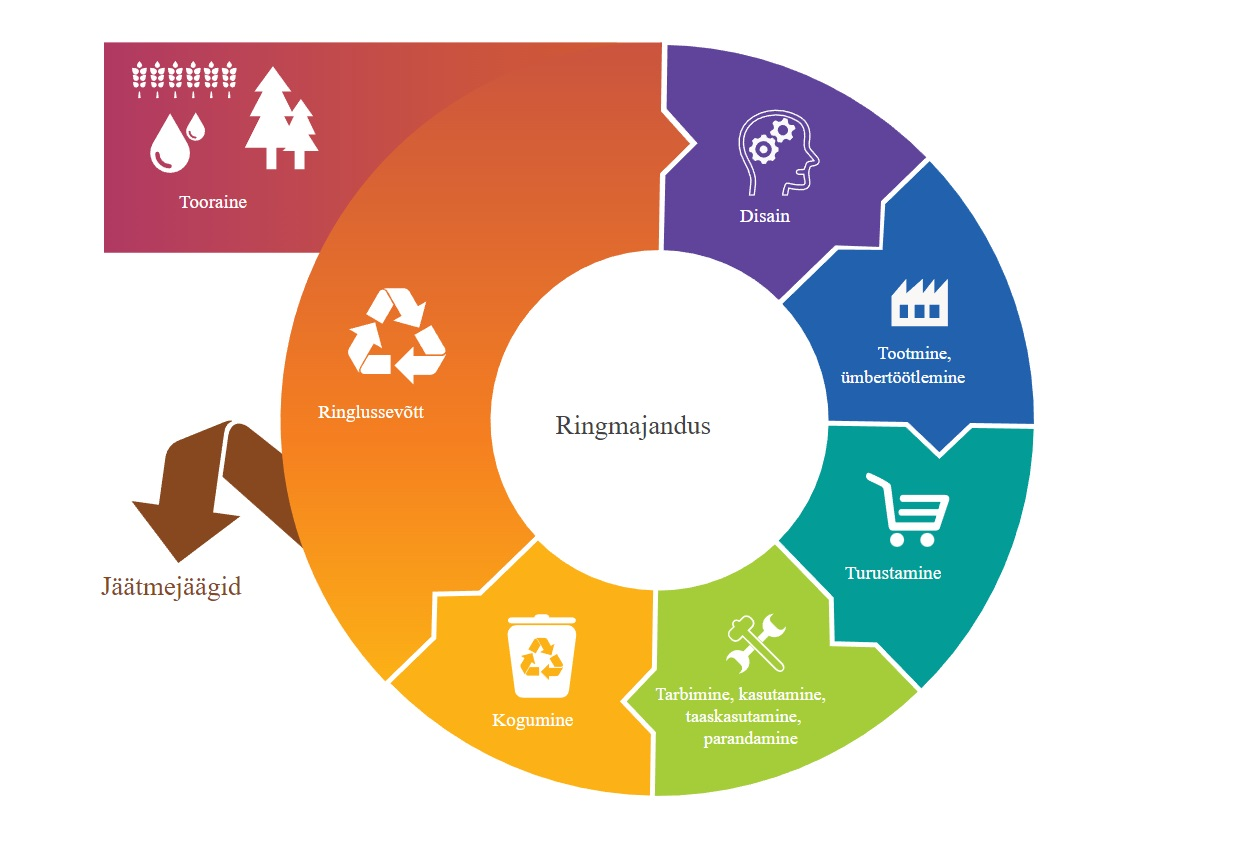 Tooraine
Disain
Tootmine,
ümbertöötlemine
Ringlussevõtt
Ringmajandus
Turustamine
Jäätmejäägid
Tarbimine, kasutamine,
taaskasutamine,
parandamine
Kogumine